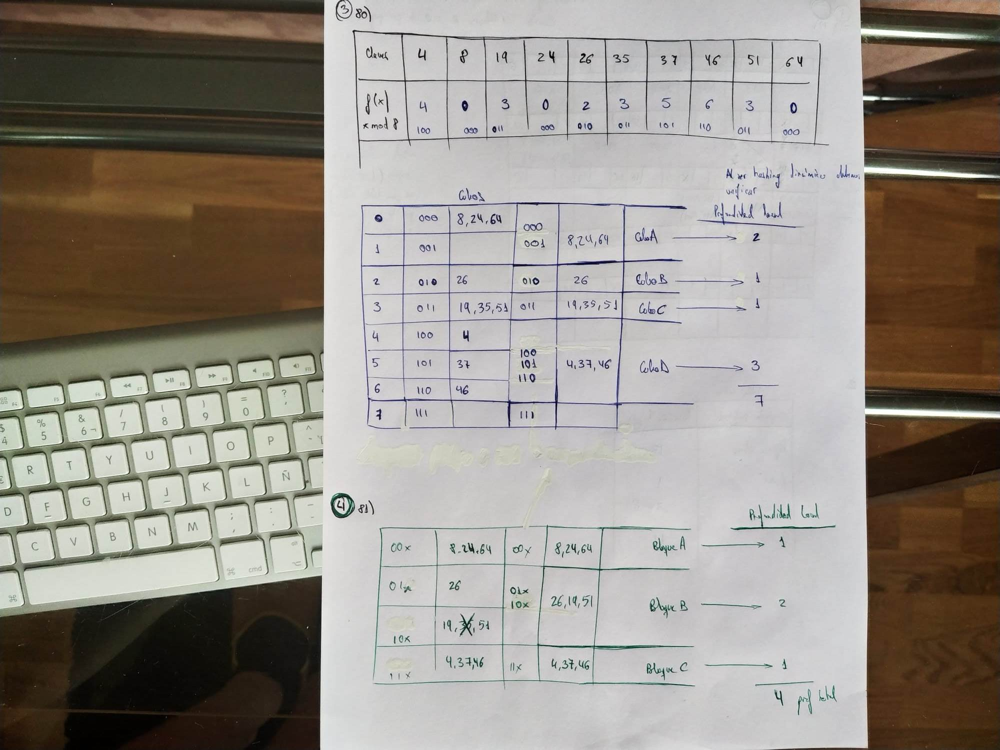 3 80)
Claves 4 8 19 24 26 35 37 46 51 64
f(x) 4 0 3 0 2 3 5 6 3 0
x mod 8 100 000 011 000 010 011 101 110 011 000
Al ser hashing dinámico debemos
unificar
Cubos
Profundidad local
0 000 8,24,64 000
1 001 001 8,24,64 Cubo A 2
2 010 26 010 26 Cubo B 1
3 011 19,35,51 011 19,35,51 Cubo C 1
4 100 4 100
5 101 37 101 4,37,46 Cubo D 3
6 110 46 110
7
7 111 111
4 81)
Profundidad local
00x 8,24,64 00x 8,24,64 Bloque A 1
01x 26 01x
10x 26,19,51 Bloque B 2
10x 19, 35, 51
11x 4,37,46 11x 4,37,46 Bloque C 1
4 prof total
$ 4
% 5
& 6 ¬
/ 7
( 8
) 9
= 0
? '
F4 F5 F6 F7 F8 F9 F10 F11
R T Y U I O P
D F G H J K L Ñ
C V B N M ; , : . - _
cmd alt